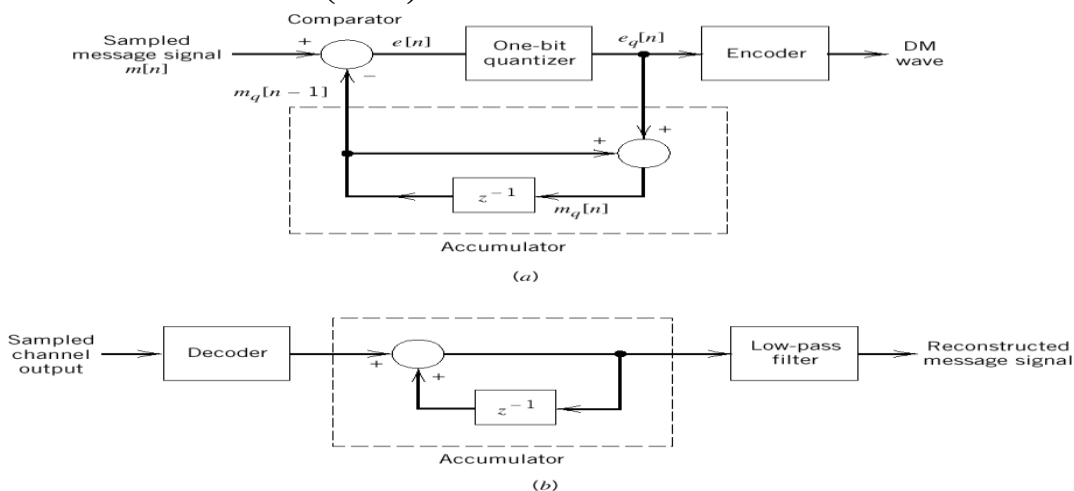 Comparator
Sampled
message signal
m[n]
+
e[n]
One-bit
quantizer
e_q[n]
Encoder
DM
wave
−
m_q[n − 1]
+
+
z^{−1}
m_q[n]
Accumulator
(a)
Sampled
channel
output
Decoder
+
+
z^{−1}
Low-pass
filter
Reconstructed
message signal
Accumulator
(b)